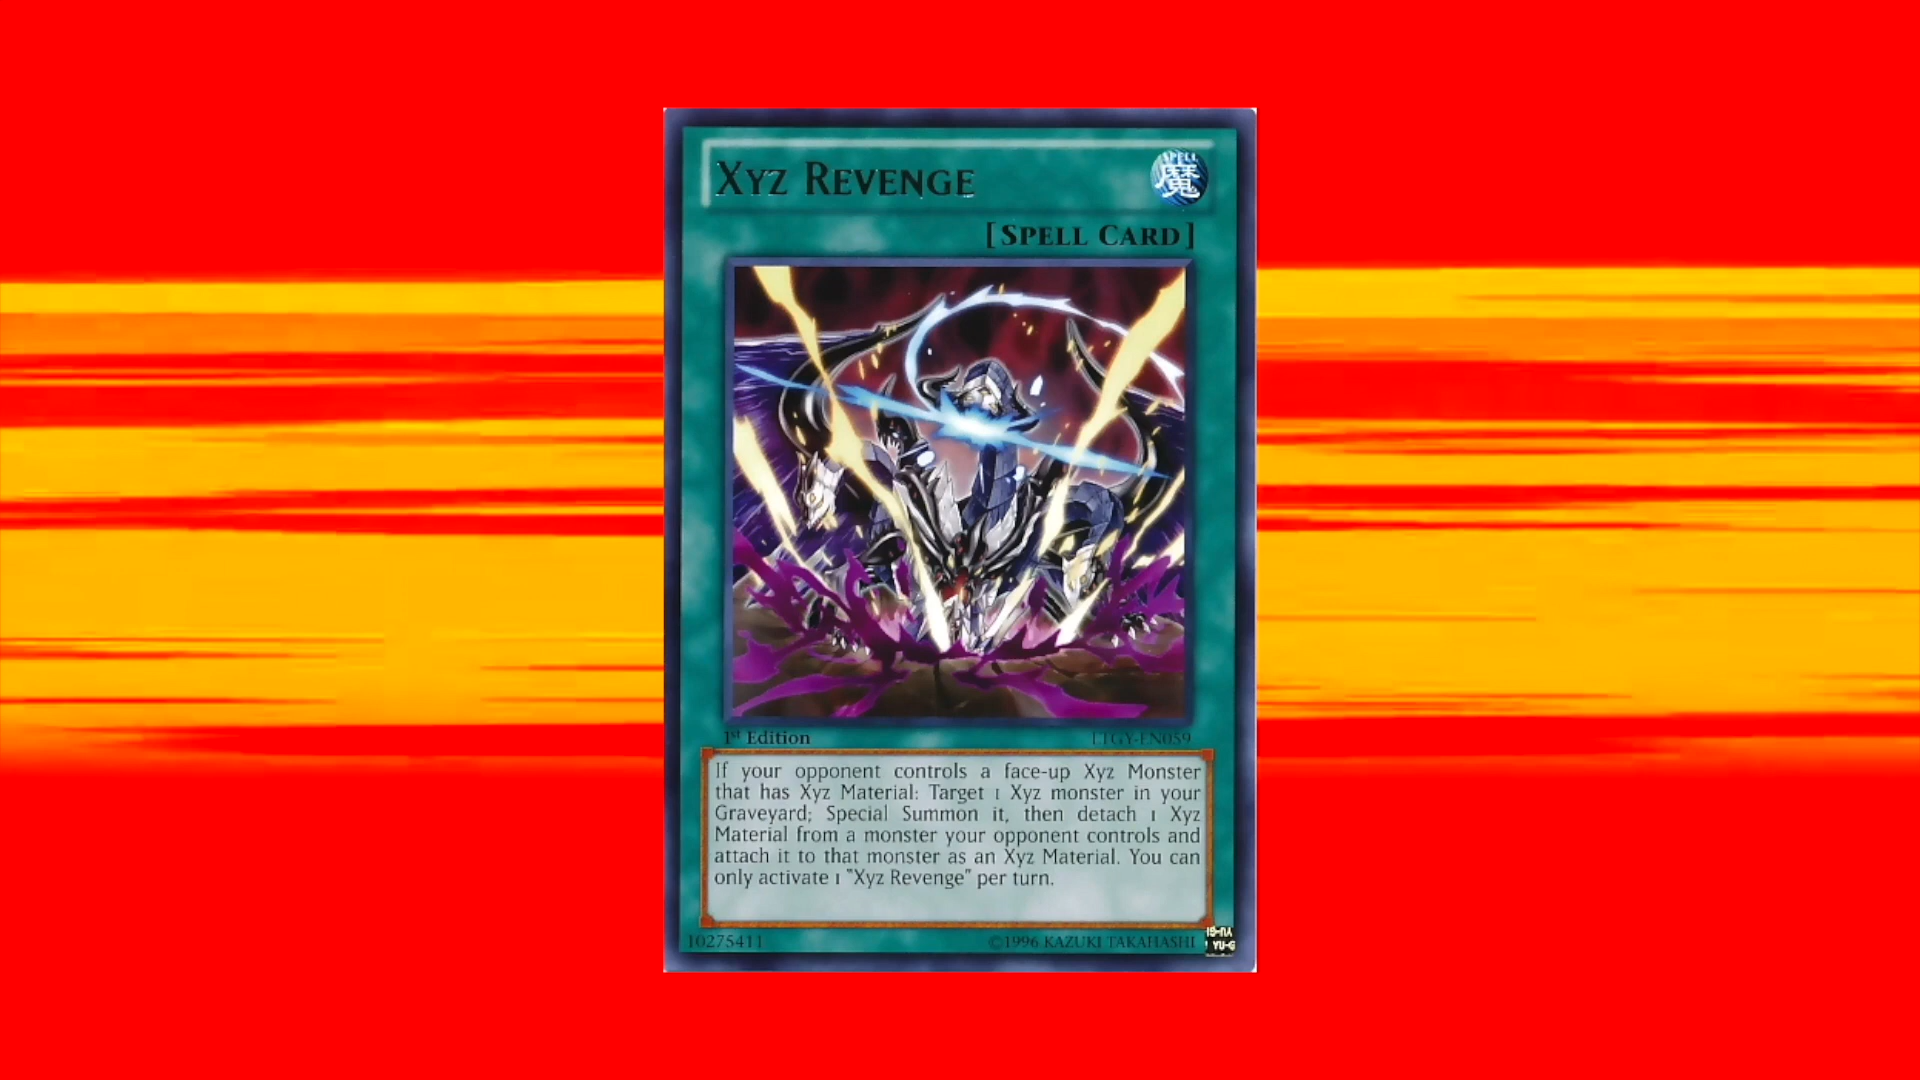 Xyz Revenge
SPELL
魔
[Spell Card]
1st Edition
LTGY-EN059
If your opponent controls a face-up Xyz Monster
that has Xyz Material: Target 1 Xyz monster in your
Graveyard; Special Summon it, then detach 1 Xyz
Material from a monster your opponent controls and
attach it to that monster as an Xyz Material. You can
only activate 1 "Xyz Revenge" per turn.
10275411
©1996 KAZUKI TAKAHASHI